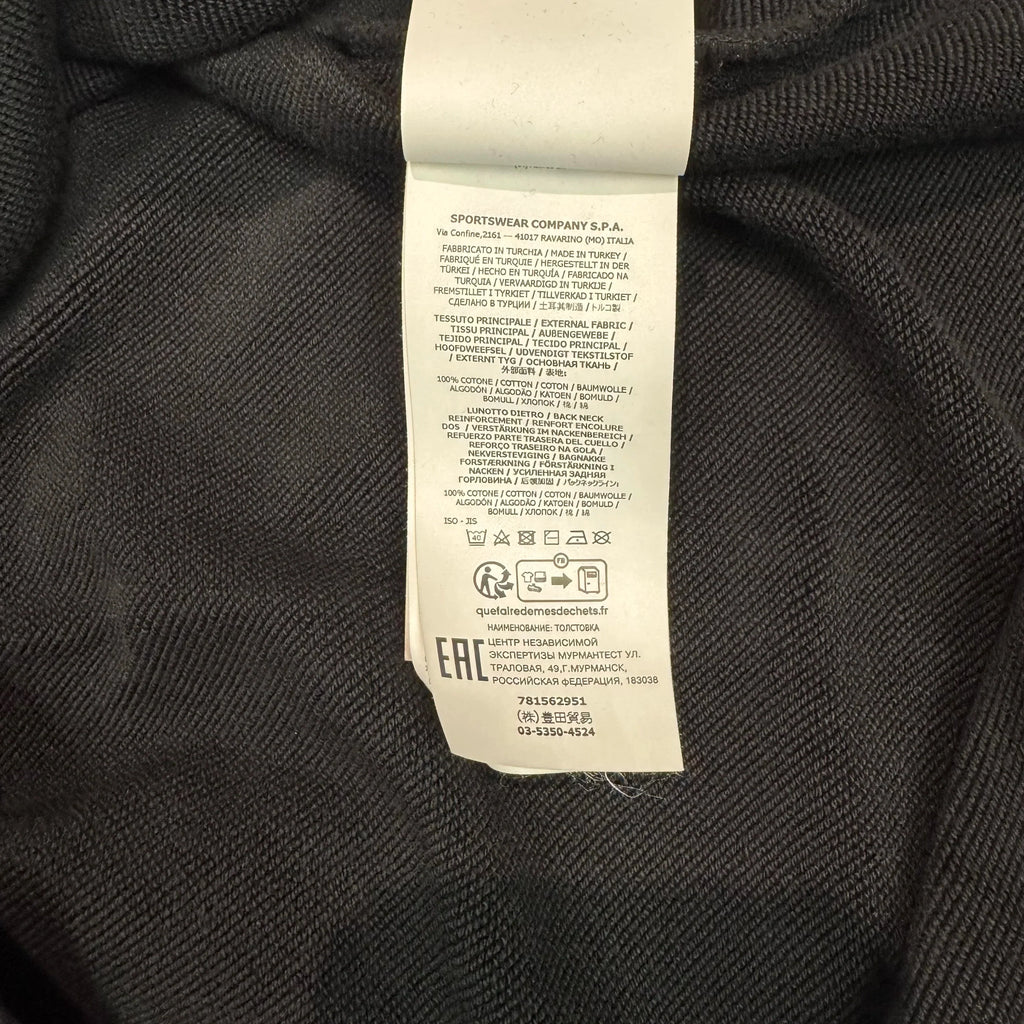 SPORTSWEAR COMPANY S.P.A.
Via Confine,2161 — 41017 RAVARINO (MO) ITALIA
FABBRICATO IN TURCHIA / MADE IN TURKEY /
FABRIQUÉ EN TURQUIE / HERGESTELLT IN DER
TÜRKEI / HECHO EN TURQUÍA / FABRICADO NA
TURQUIA / VERVAARDIGD IN TURKIJE /
FREMSTILLET I TYRKIET / TILLVERKAD I TURKIET /
СДЕЛАНО В ТУРЦИИ / 土耳其制造 / トルコ製
TESSUTO PRINCIPALE / EXTERNAL FABRIC /
TISSU PRINCIPAL / AUßENGEWEBE /
TEJIDO PRINCIPAL / TECIDO PRINCIPAL /
HOOFDWEEFSEL / UDVENDIGT TEKSTILSTOF
/ EXTERNT TYG / ОСНОВНАЯ ТКАНЬ /
外部面料 / 表地:
100% COTONE / COTTON / COTON / BAUMWOLLE /
ALGODÓN / ALGODÃO / KATOEN / BOMULD /
BOMULL / ХЛОПОК / 棉 / 綿
LUNOTTO DIETRO / BACK NECK
REINFORCEMENT / RENFORT ENCOLURE
DOS / VERSTÄRKUNG IM NACKENBEREICH /
REFUERZO PARTE TRASERA DEL CUELLO /
REFORÇO TRASEIRO NA GOLA /
NEKVERSTEVIGING / BAGNAKKE
FORSTÆRKNING / FÖRSTÄRKNING I
NACKEN / УСИЛЕННАЯ ЗАДНЯЯ
ГОРЛОВИНА / 后领加固 / バックネックライン:
100% COTONE / COTTON / COTON / BAUMWOLLE /
ALGODÓN / ALGODÃO / KATOEN / BOMULD /
BOMULL / ХЛОПОК / 棉 / 綿
ISO - JIS
40
FR
quefairedemesdechets.fr
НАИМЕНОВАНИЕ: ТОЛСТОВКА
EAC ЦЕНТР НЕЗАВИСИМОЙ
ЭКСПЕРТИЗЫ МУРМАНТЕСТ УЛ.
ТРАЛОВАЯ, 49,Г.МУРМАНСК,
РОССИЙСКАЯ ФЕДЕРАЦИЯ, 183038
781562951
(株)豊田貿易
03-5350-4524